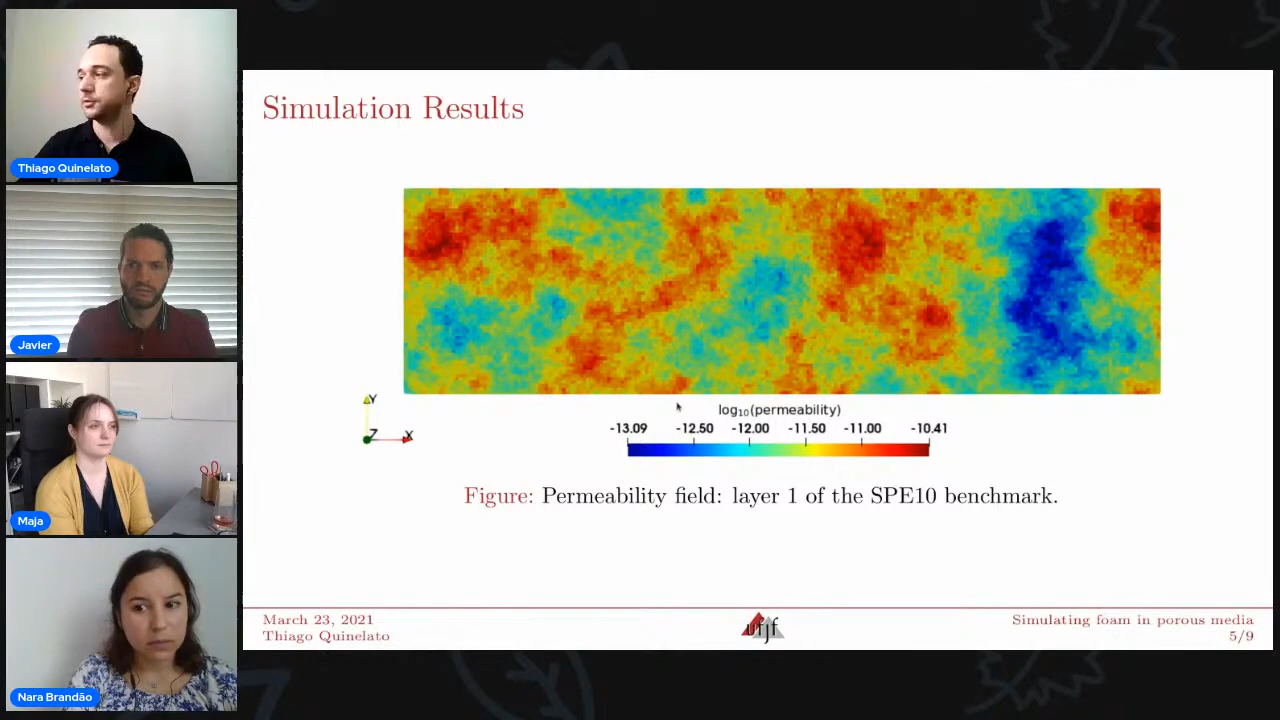 Thiago Quinelato
Javier
Maja
Nara Brandão
Simulation Results
Y
Z
X
log₁₀(permeability)
-13.09 -12.50 -12.00 -11.50 -11.00 -10.41
Figure: Permeability field: layer 1 of the SPE10 benchmark.
March 23, 2021
Thiago Quinelato
ufjf
Simulating foam in porous media
5/9